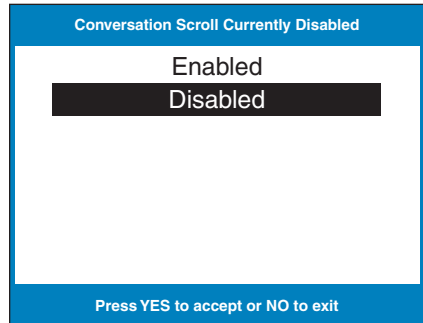 Conversation Scroll Currently Disabled
Enabled
Disabled
Press YES to accept or NO to exit